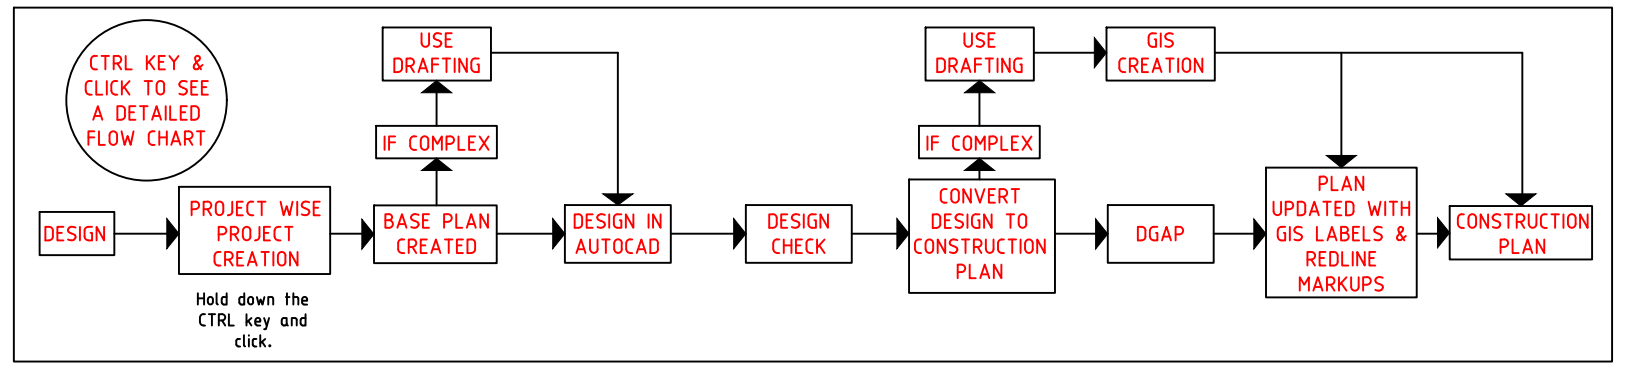 CTRL KEY &
CLICK TO SEE
A DETAILED
FLOW CHART
USE
DRAFTING
IF COMPLEX
USE
DRAFTING
GIS
CREATION
IF COMPLEX
DESIGN
PROJECT WISE
PROJECT
CREATION
BASE PLAN
CREATED
DESIGN IN
AUTOCAD
DESIGN
CHECK
CONVERT
DESIGN TO
CONSTRUCTION
PLAN
DGAP
PLAN
UPDATED WITH
GIS LABELS &
REDLINE
MARKUPS
CONSTRUCTION
PLAN
Hold down the
CTRL key and
click.